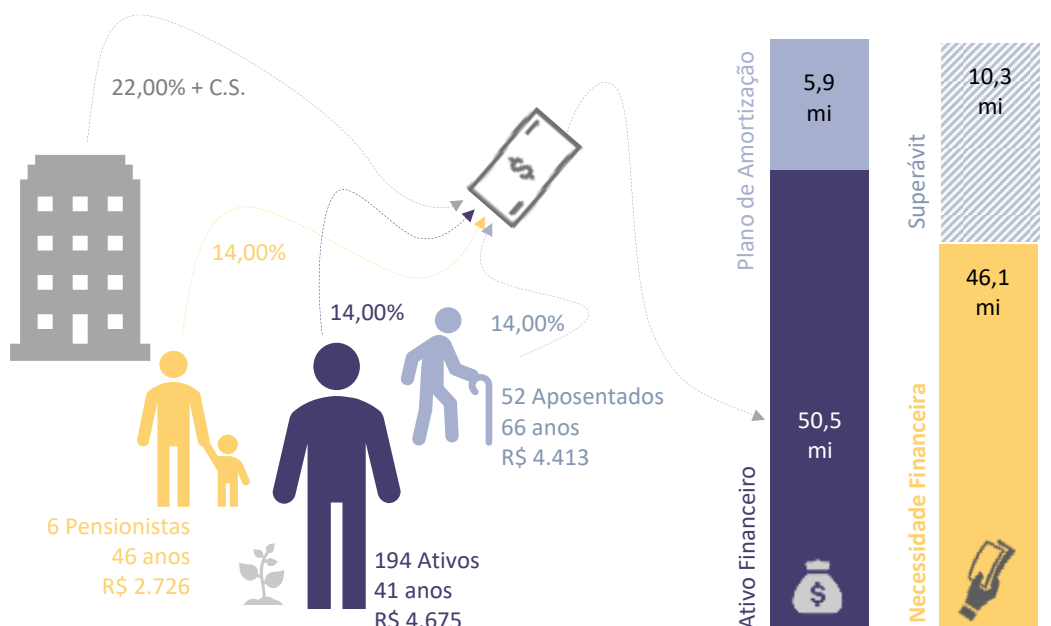 22,00% + C.S.
14,00%
14,00%
14,00%
6 Pensionistas
46 anos
R$ 2.726
194 Ativos
41 anos
R$ 4.675
52 Aposentados
66 anos
R$ 4.413
Plano de Amortização
5,9
mi
Ativo Financeiro
50,5
mi
$
$
Superávit
10,3
mi
Necessidade Financeira
46,1
mi